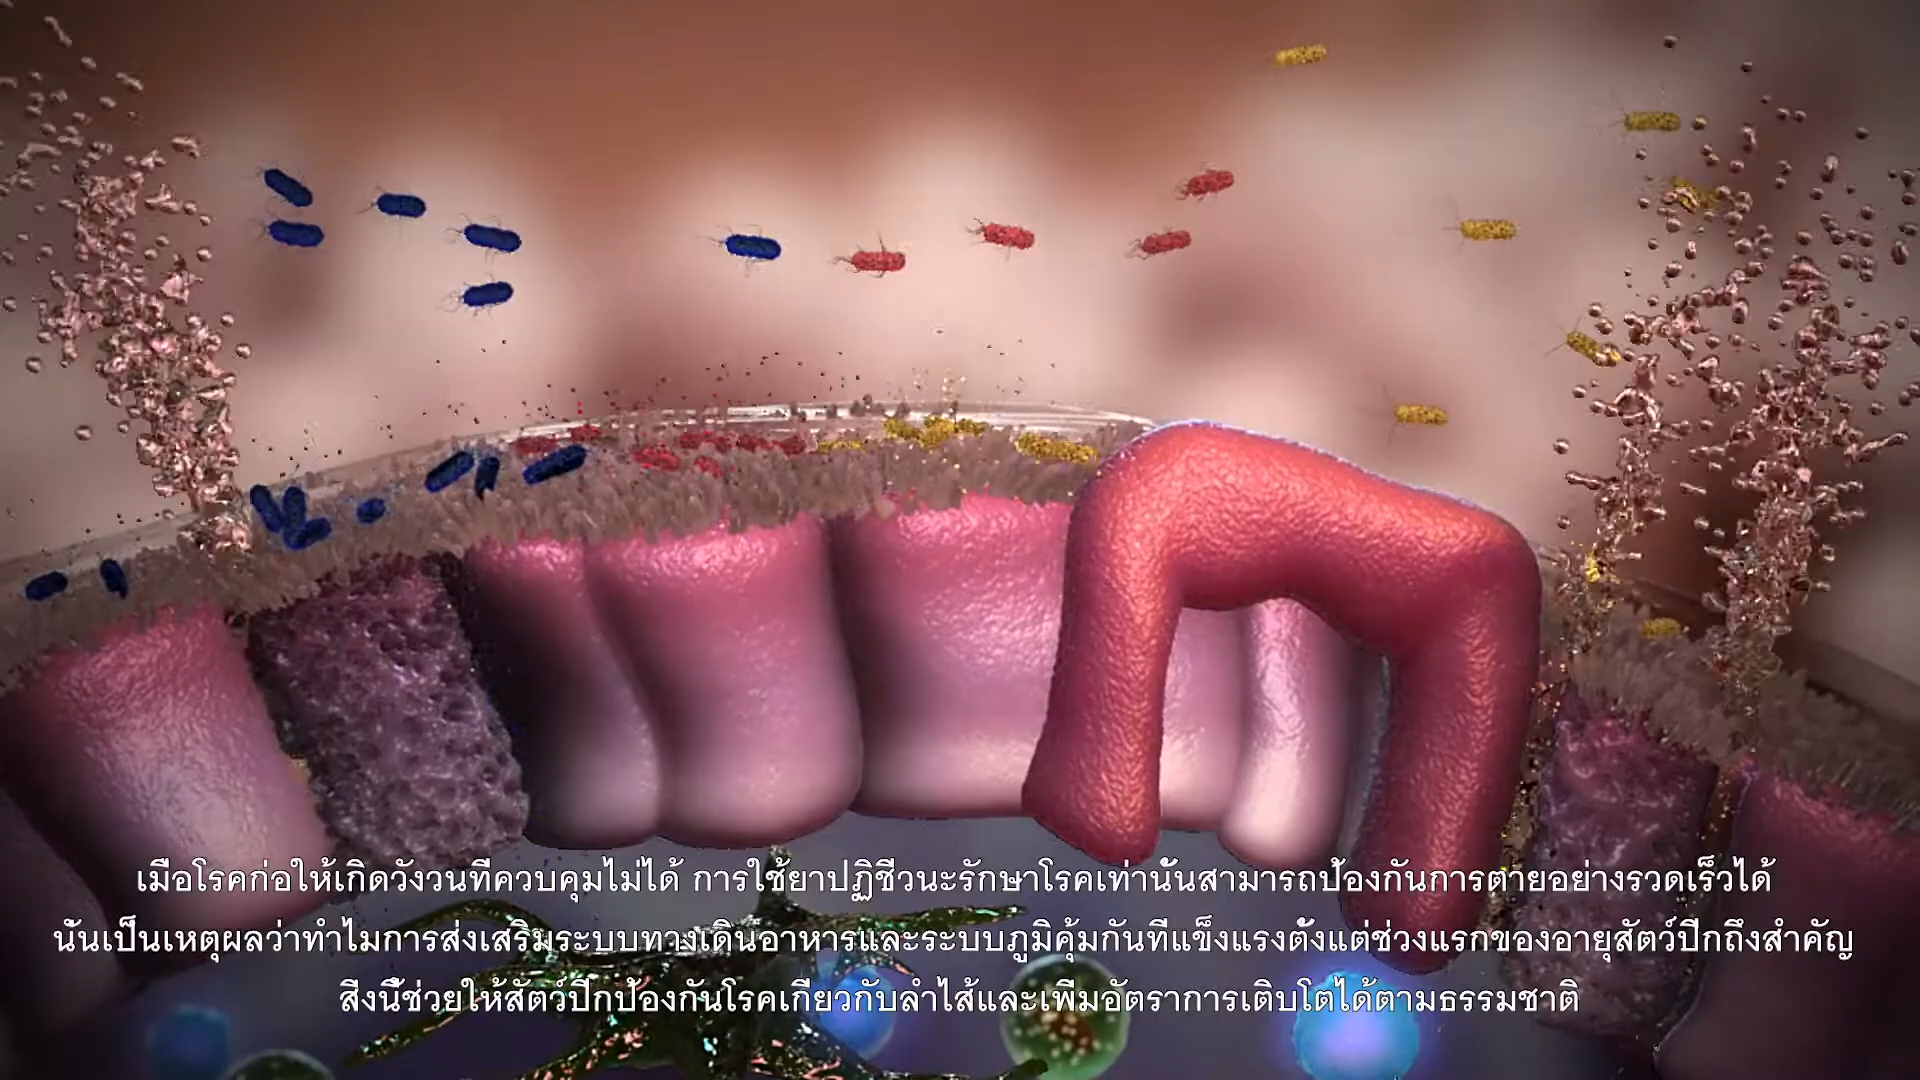 เมื่อโรคก่อให้เกิดวังวนที่ควบคุมไม่ได้ การใช้ยาปฏิชีวนะรักษาโรคเท่านั้นสามารถป้องกันการตายอย่างรวดเร็วได้
นั่นเป็นเหตุผลว่าทำไมการส่งเสริมระบบทางเดินอาหารและระบบภูมิคุ้มกันที่แข็งแรงตั้งแต่ช่วงแรกของอายุสัตว์ปีกถึงสำคัญ
สิ่งนี้ช่วยให้สัตว์ปีกป้องกันโรคเกี่ยวกับลำไส้และเพิ่มอัตราการเติบโตได้ตามธรรมชาติ